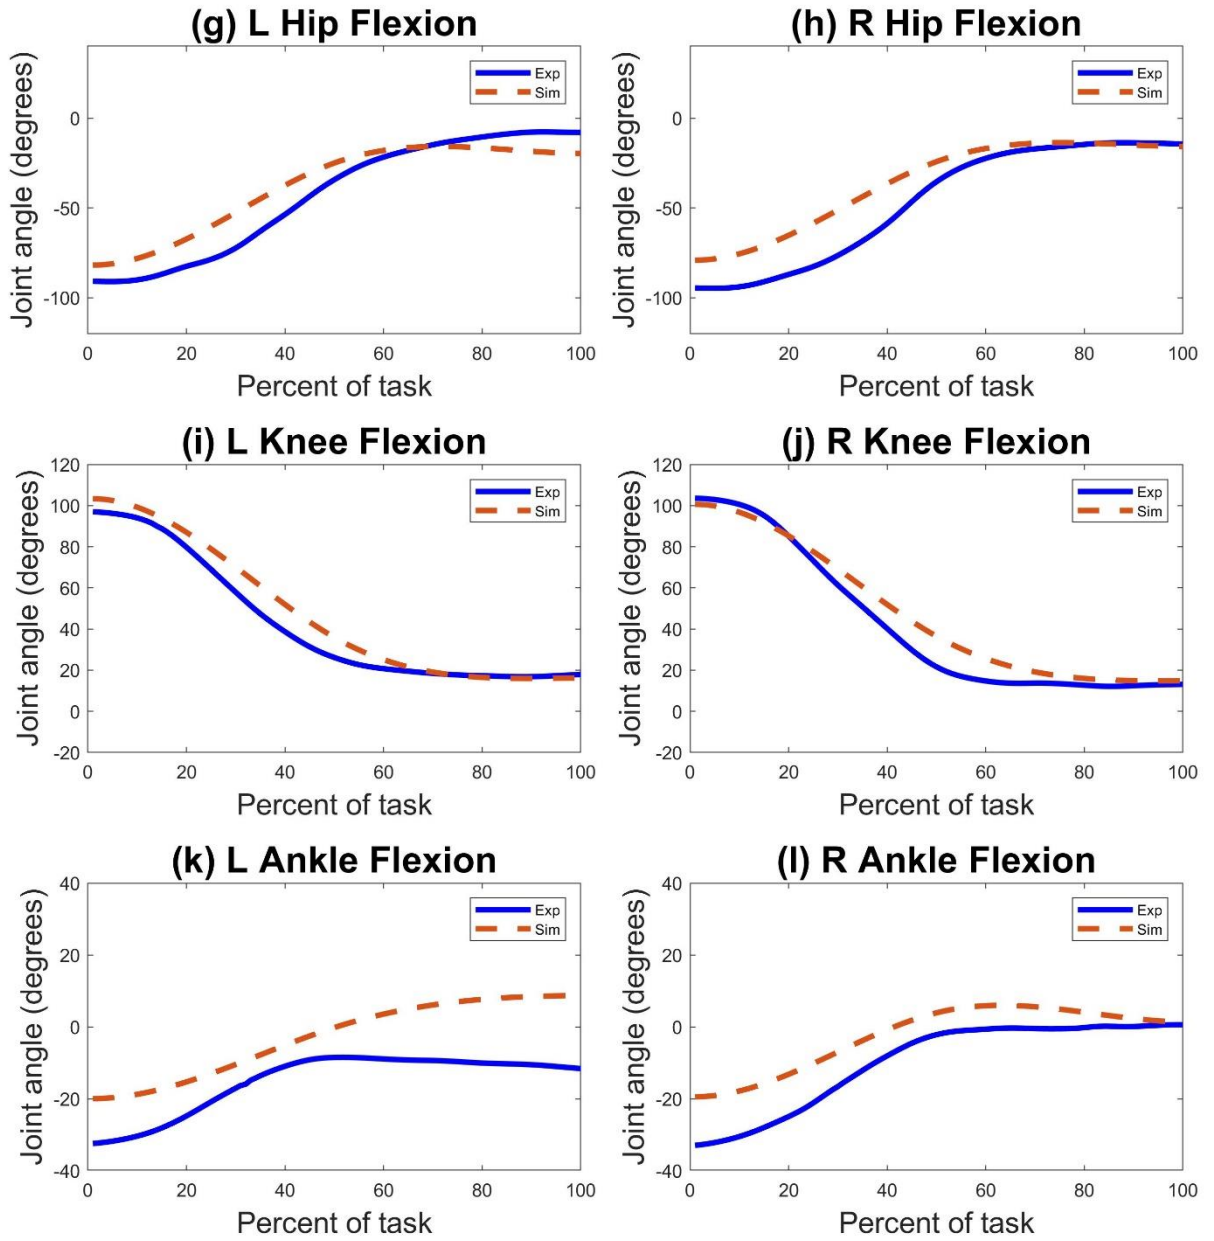 (g) L Hip Flexion
Joint angle (degrees)
0
-50
-100
Exp
Sim
0 20 40 60 80 100
Percent of task
(h) R Hip Flexion
Joint angle (degrees)
0
-50
-100
Exp
Sim
0 20 40 60 80 100
Percent of task
(i) L Knee Flexion
Joint angle (degrees)
120
100
80
60
40
20
0
-20
Exp
Sim
0 20 40 60 80 100
Percent of task
(j) R Knee Flexion
Joint angle (degrees)
120
100
80
60
40
20
0
-20
Exp
Sim
0 20 40 60 80 100
Percent of task
(k) L Ankle Flexion
Joint angle (degrees)
40
20
0
-20
-40
Exp
Sim
0 20 40 60 80 100
Percent of task
(l) R Ankle Flexion
Joint angle (degrees)
40
20
0
-20
-40
Exp
Sim
0 20 40 60 80 100
Percent of task